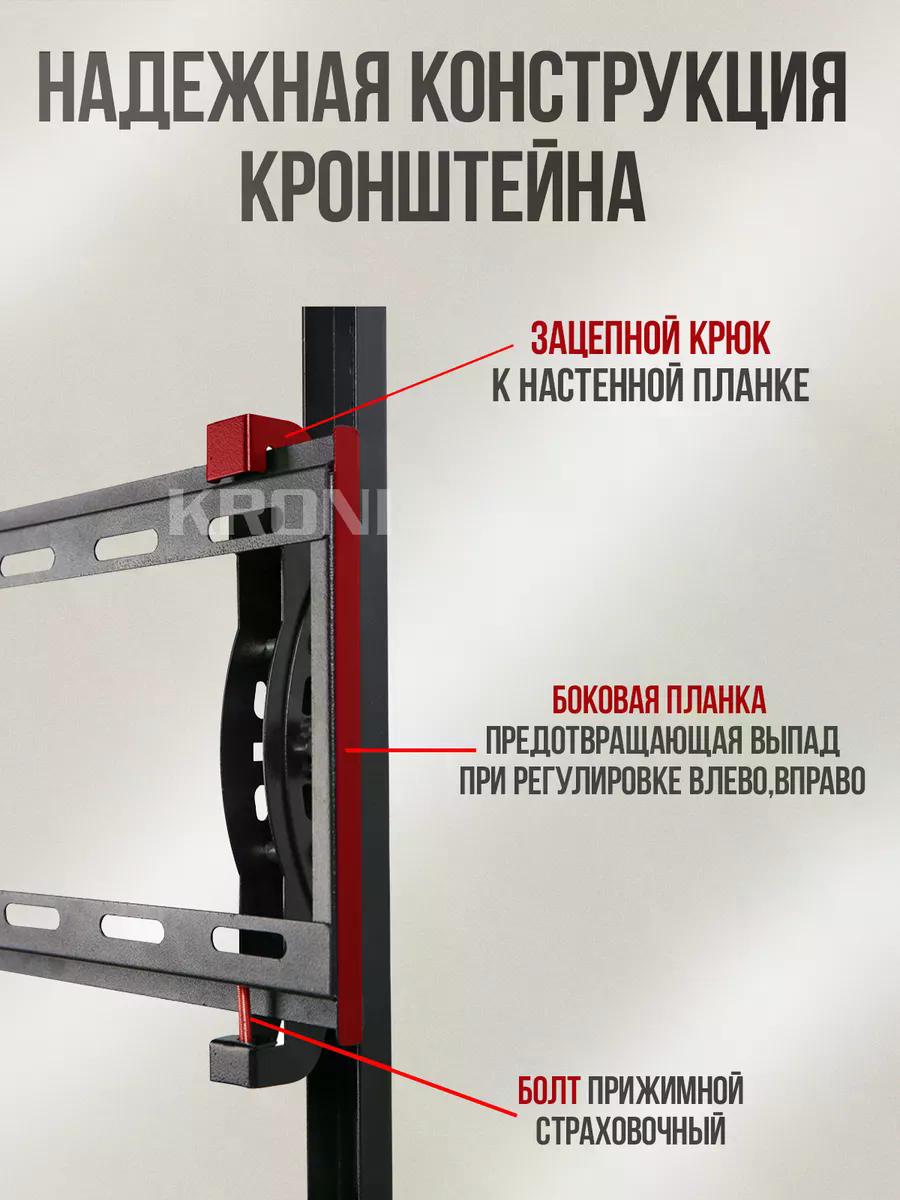 НАДЕЖНАЯ КОНСТРУКЦИЯ
КРОНШТЕЙНА
ЗАЦЕПНОЙ КРЮК
К НАСТЕННОЙ ПЛАНКЕ
KRONI
БОКОВАЯ ПЛАНКА
ПРЕДОТВРАЩАЮЩАЯ ВЫПАД
ПРИ РЕГУЛИРОВКЕ ВЛЕВО,ВПРАВО
БОЛТ ПРИЖИМНОЙ
СТРАХОВОЧНЫЙ